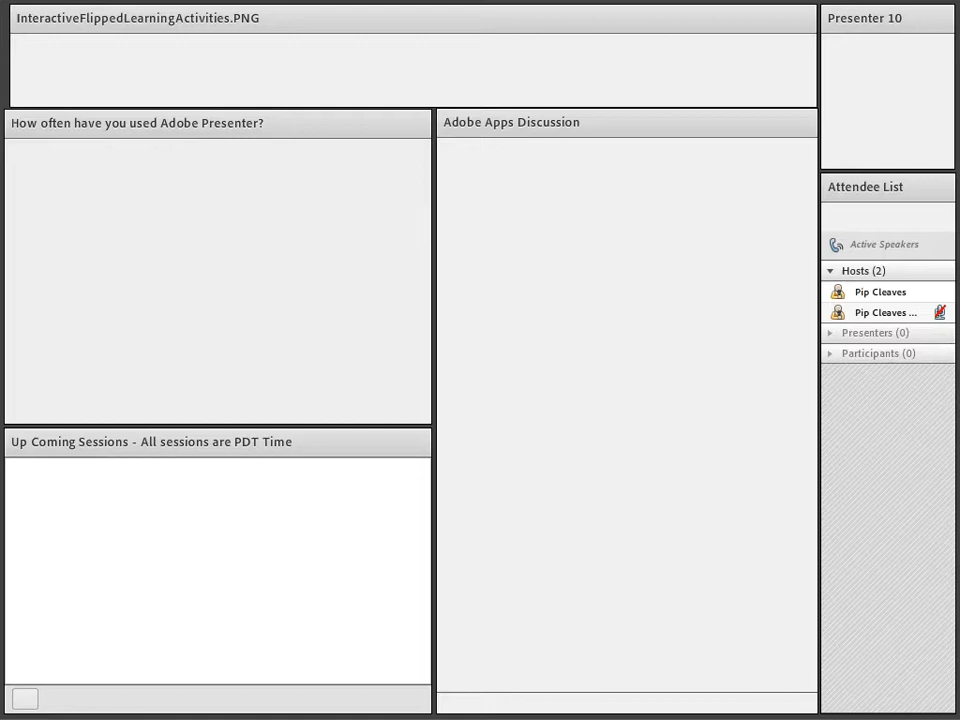 InteractiveFlippedLearningActivities.PNG
Presenter 10
How often have you used Adobe Presenter?
Adobe Apps Discussion
Attendee List
Active Speakers
Hosts (2)
Pip Cleaves
Pip Cleaves ...
Presenters (0)
Participants (0)
Up Coming Sessions - All sessions are PDT Time